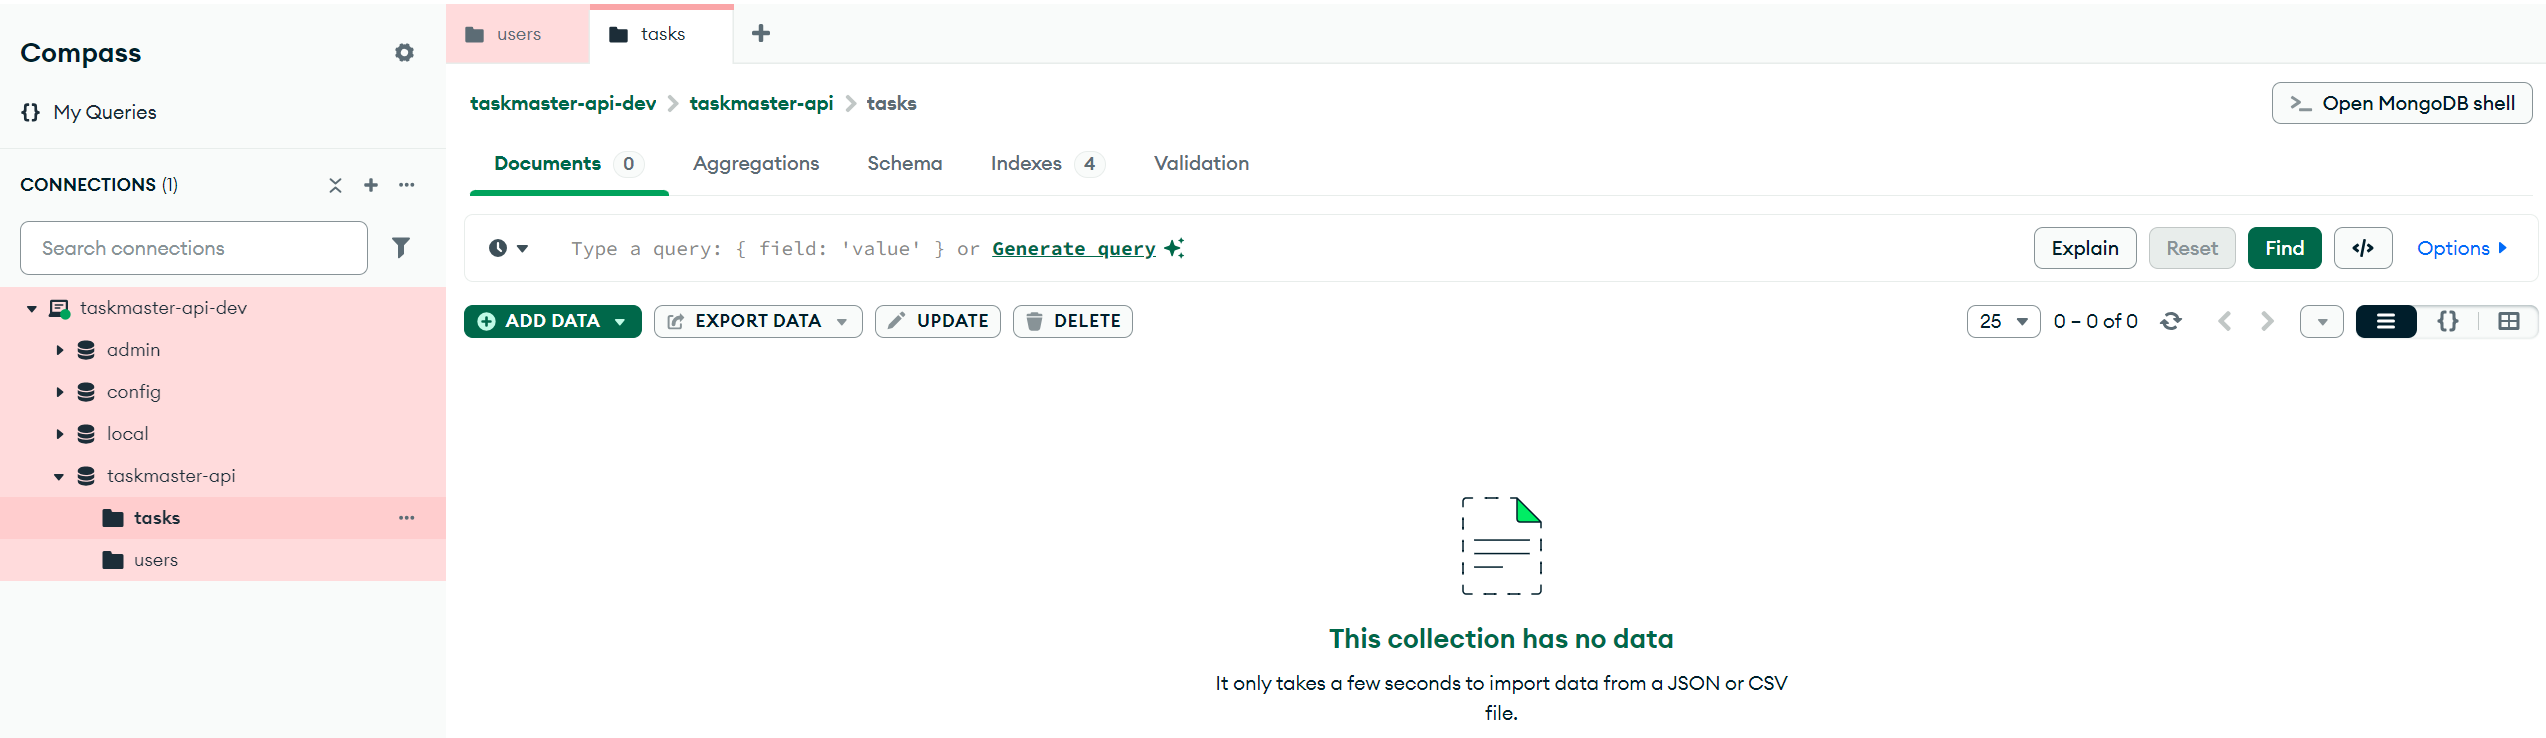 Compass
{} My Queries
CONNECTIONS (1)
Search connections
taskmaster-api-dev
admin
config
local
taskmaster-api
tasks
users
users
tasks
taskmaster-api-dev > taskmaster-api > tasks
>_ Open MongoDB shell
Documents 0 Aggregations Schema Indexes 4 Validation
Type a query: { field: 'value' } or Generate query
Explain Reset Find </> Options
ADD DATA EXPORT DATA UPDATE DELETE
25 0 – 0 of 0 {}
This collection has no data
It only takes a few seconds to import data from a JSON or CSV
file.